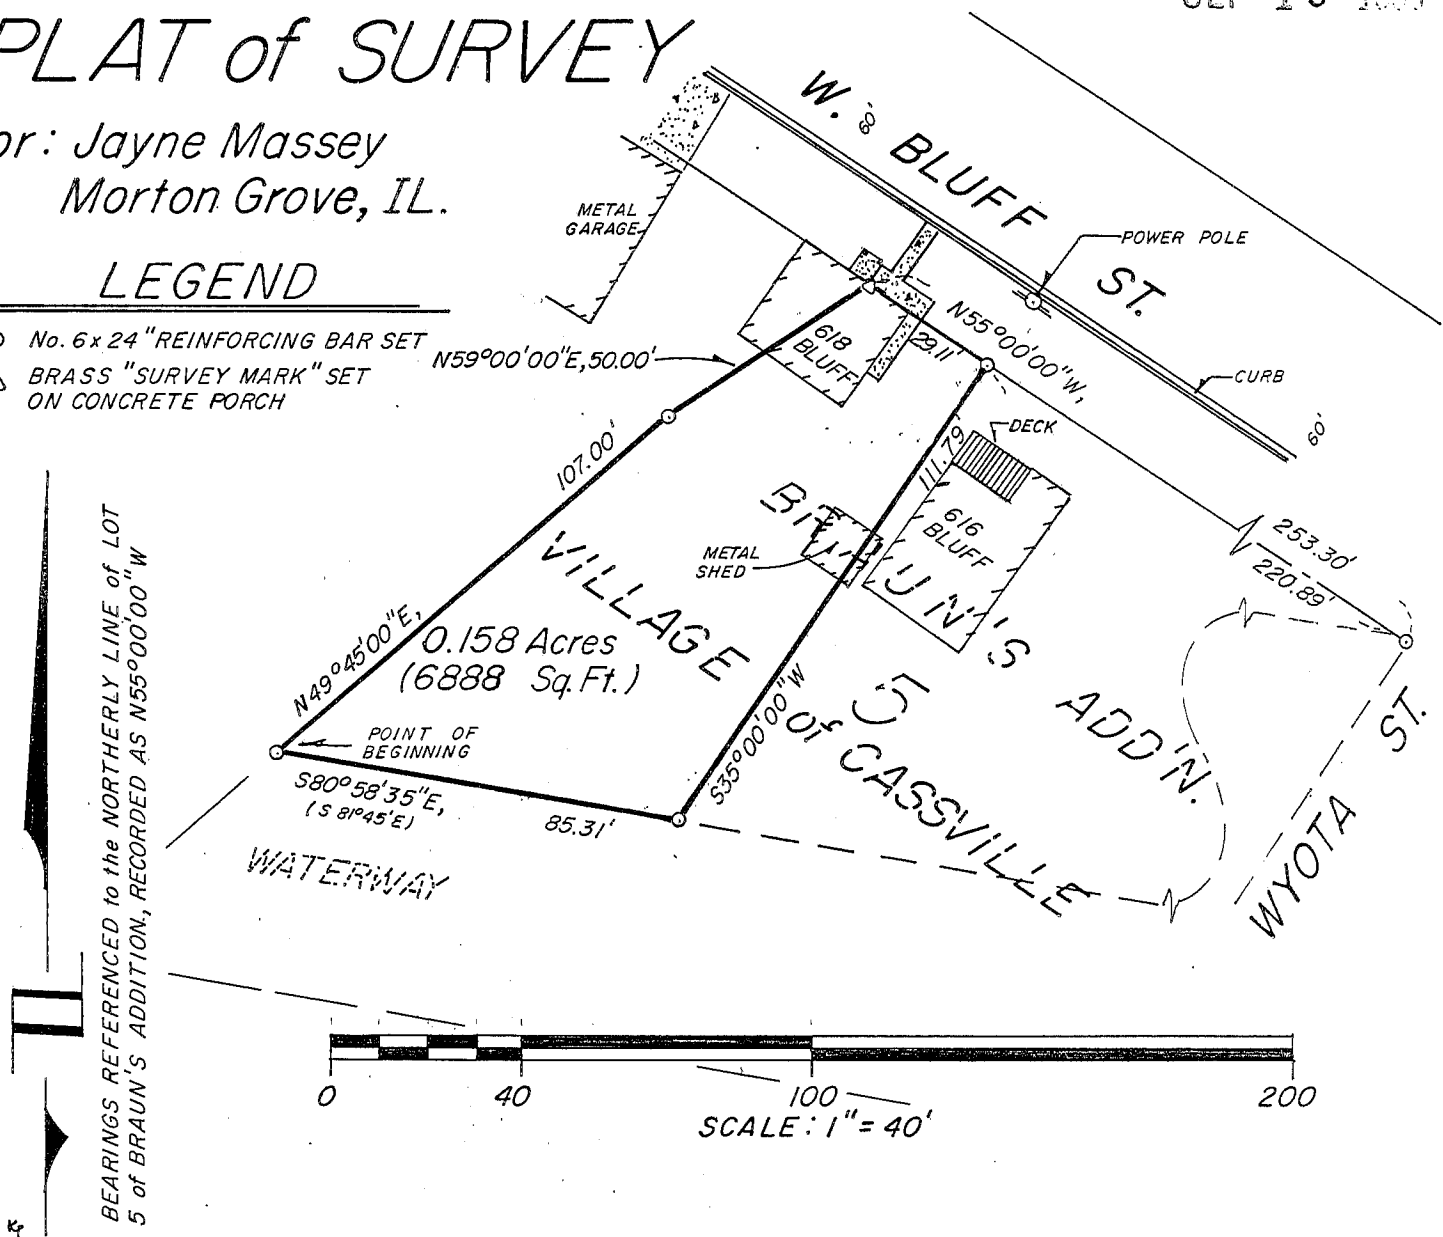 PLAT of SURVEY
or: Jayne Massey
Morton Grove, IL.
LEGEND
No. 6 x 24" REINFORCING BAR SET
BRASS "SURVEY MARK" SET
ON CONCRETE PORCH
W. BLUFF ST.
60'
METAL
GARAGE
POWER POLE
CURB
60'
N59°00'00"E, 50.00'
618
BLUFF
29.11'
N55°00'00"W,
DECK
111.79'
616
BLUFF
107.00'
METAL
SHED
253.30'
220.89'
BRAUN'S ADD'N.
VILLAGE of CASSVILLE
5
N49°45'00"E,
0.158 Acres
(6888 Sq. Ft.)
POINT OF
BEGINNING
S35°00'00"W
S80°58'35"E,
(S 81°45'E)
85.31'
WATERWAY
WYOTA ST.
BEARINGS REFERENCED to the NORTHERLY LINE of LOT
5 of BRAUN'S ADDITION, RECORDED AS N55°00'00"W
0 40 100 200
SCALE: 1" = 40'